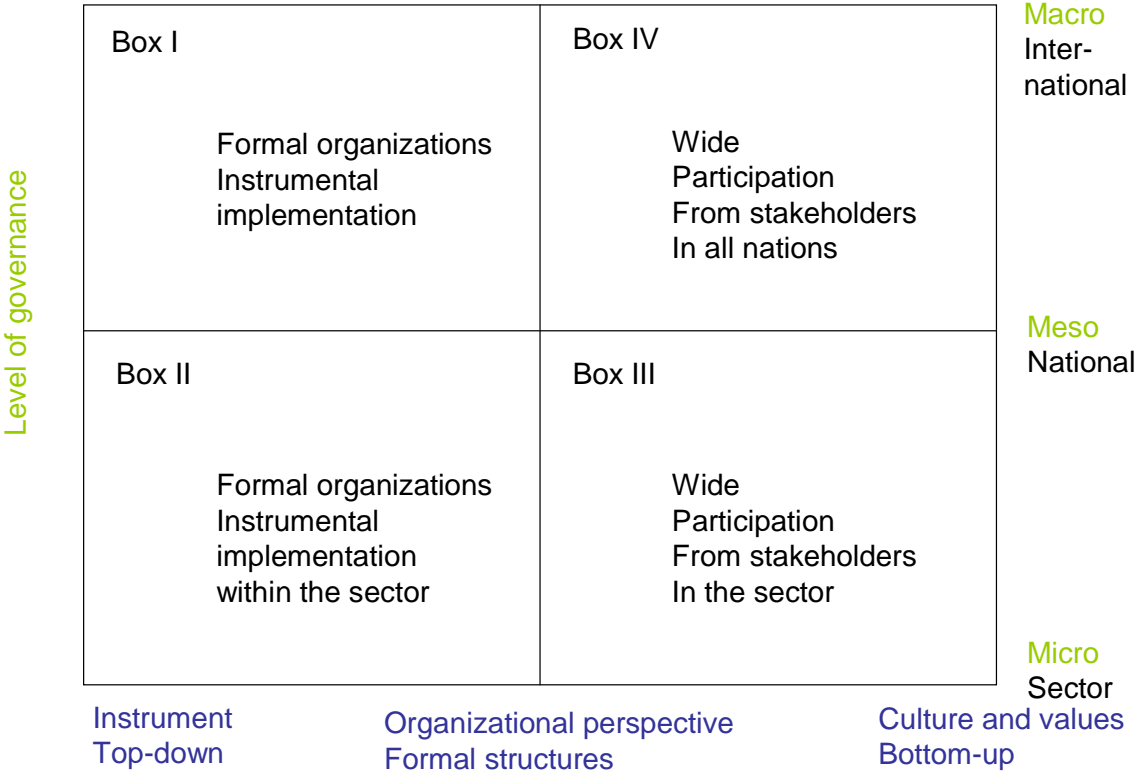 Macro
Inter-
national
Box I
Box IV
Formal organizations
Instrumental
implementation
Wide
Participation
From stakeholders
In all nations
Level of governance
Meso
National
Box II
Box III
Formal organizations
Instrumental
implementation
within the sector
Wide
Participation
From stakeholders
In the sector
Micro
Sector
Instrument
Top-down
Organizational perspective
Formal structures
Culture and values
Bottom-up